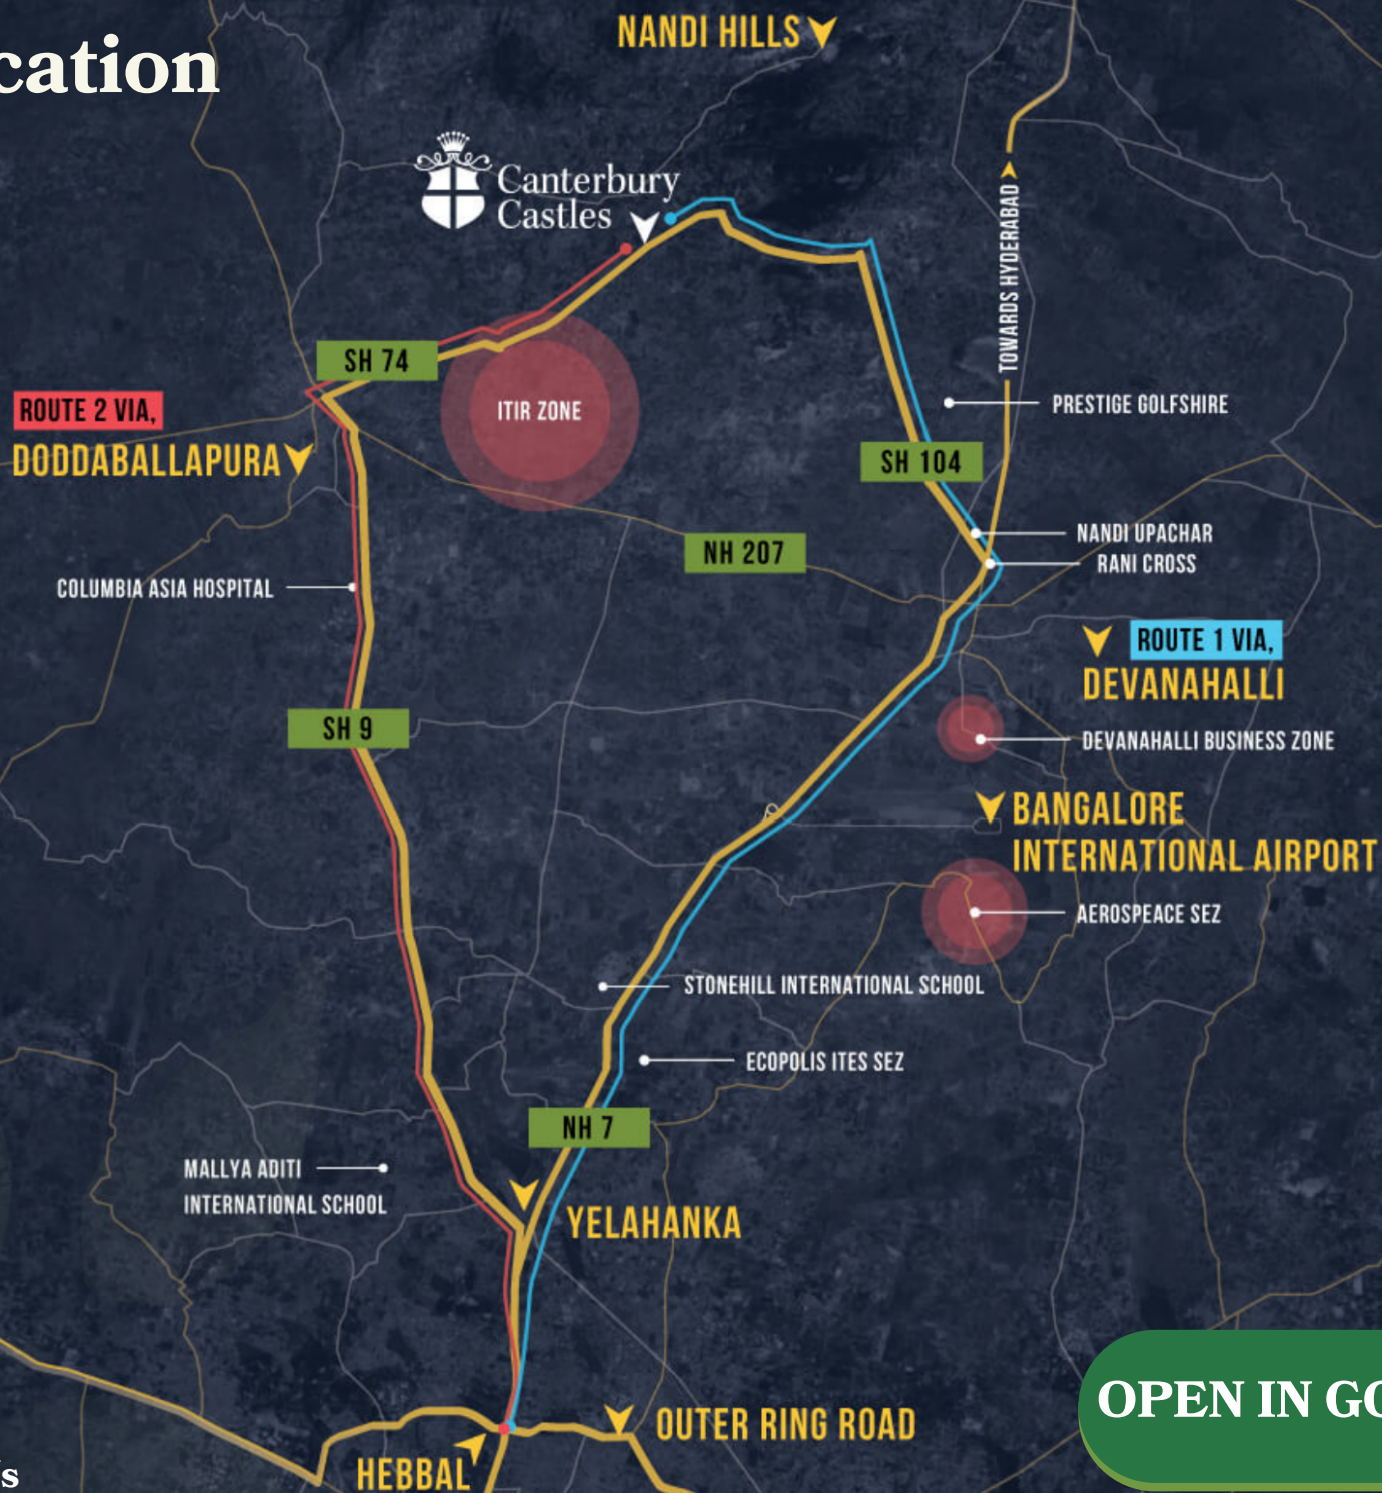 cation
NANDI HILLS
Canterbury
Castles
TOWARDS HYDERABAD
SH 74
ITIR ZONE
PRESTIGE GOLFSHIRE
ROUTE 2 VIA,
DODDABALLAPURA
SH 104
NH 207
NANDI UPACHAR
RANI CROSS
COLUMBIA ASIA HOSPITAL
ROUTE 1 VIA,
DEVANAHALLI
SH 9
DEVANAHALLI BUSINESS ZONE
BANGALORE
INTERNATIONAL AIRPORT
AEROSPEACE SEZ
STONEHILL INTERNATIONAL SCHOOL
ECOPOLIS ITES SEZ
NH 7
MALLYA ADITI
INTERNATIONAL SCHOOL
YELAHANKA
OPEN IN GO
OUTER RING ROAD
HEBBAL
's